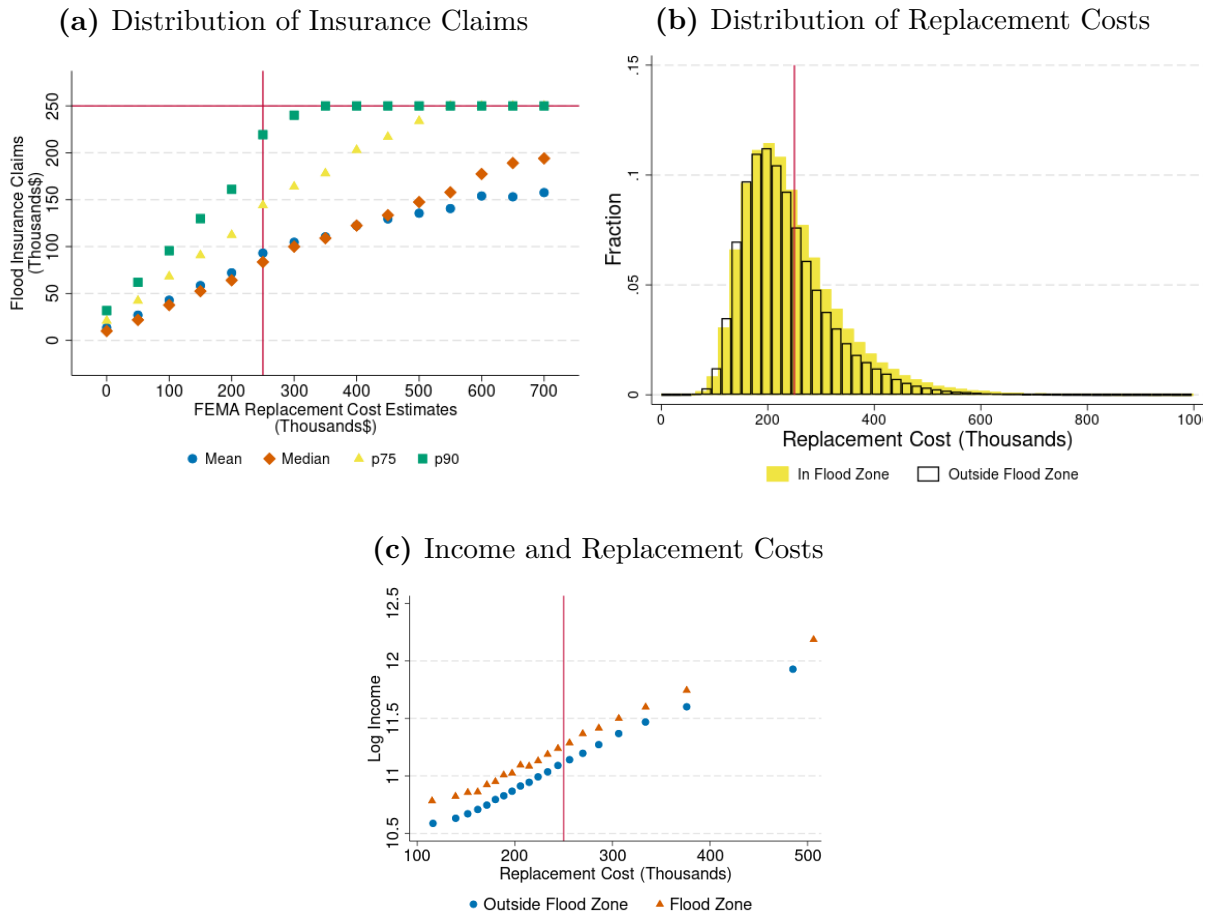 (a) Distribution of Insurance Claims
Flood Insurance Claims
(Thousands$)
250
200
150
100
50
0
0 100 200 300 400 500 600 700
FEMA Replacement Cost Estimates
(Thousands$)
Mean Median p75 p90
(b) Distribution of Replacement Costs
Fraction
.15
.1
.05
0
0 200 400 600 800 1000
Replacement Cost (Thousands)
In Flood Zone Outside Flood Zone
(c) Income and Replacement Costs
Log Income
12.5
12
11.5
11
10.5
100 200 300 400 500
Replacement Cost (Thousands)
Outside Flood Zone Flood Zone